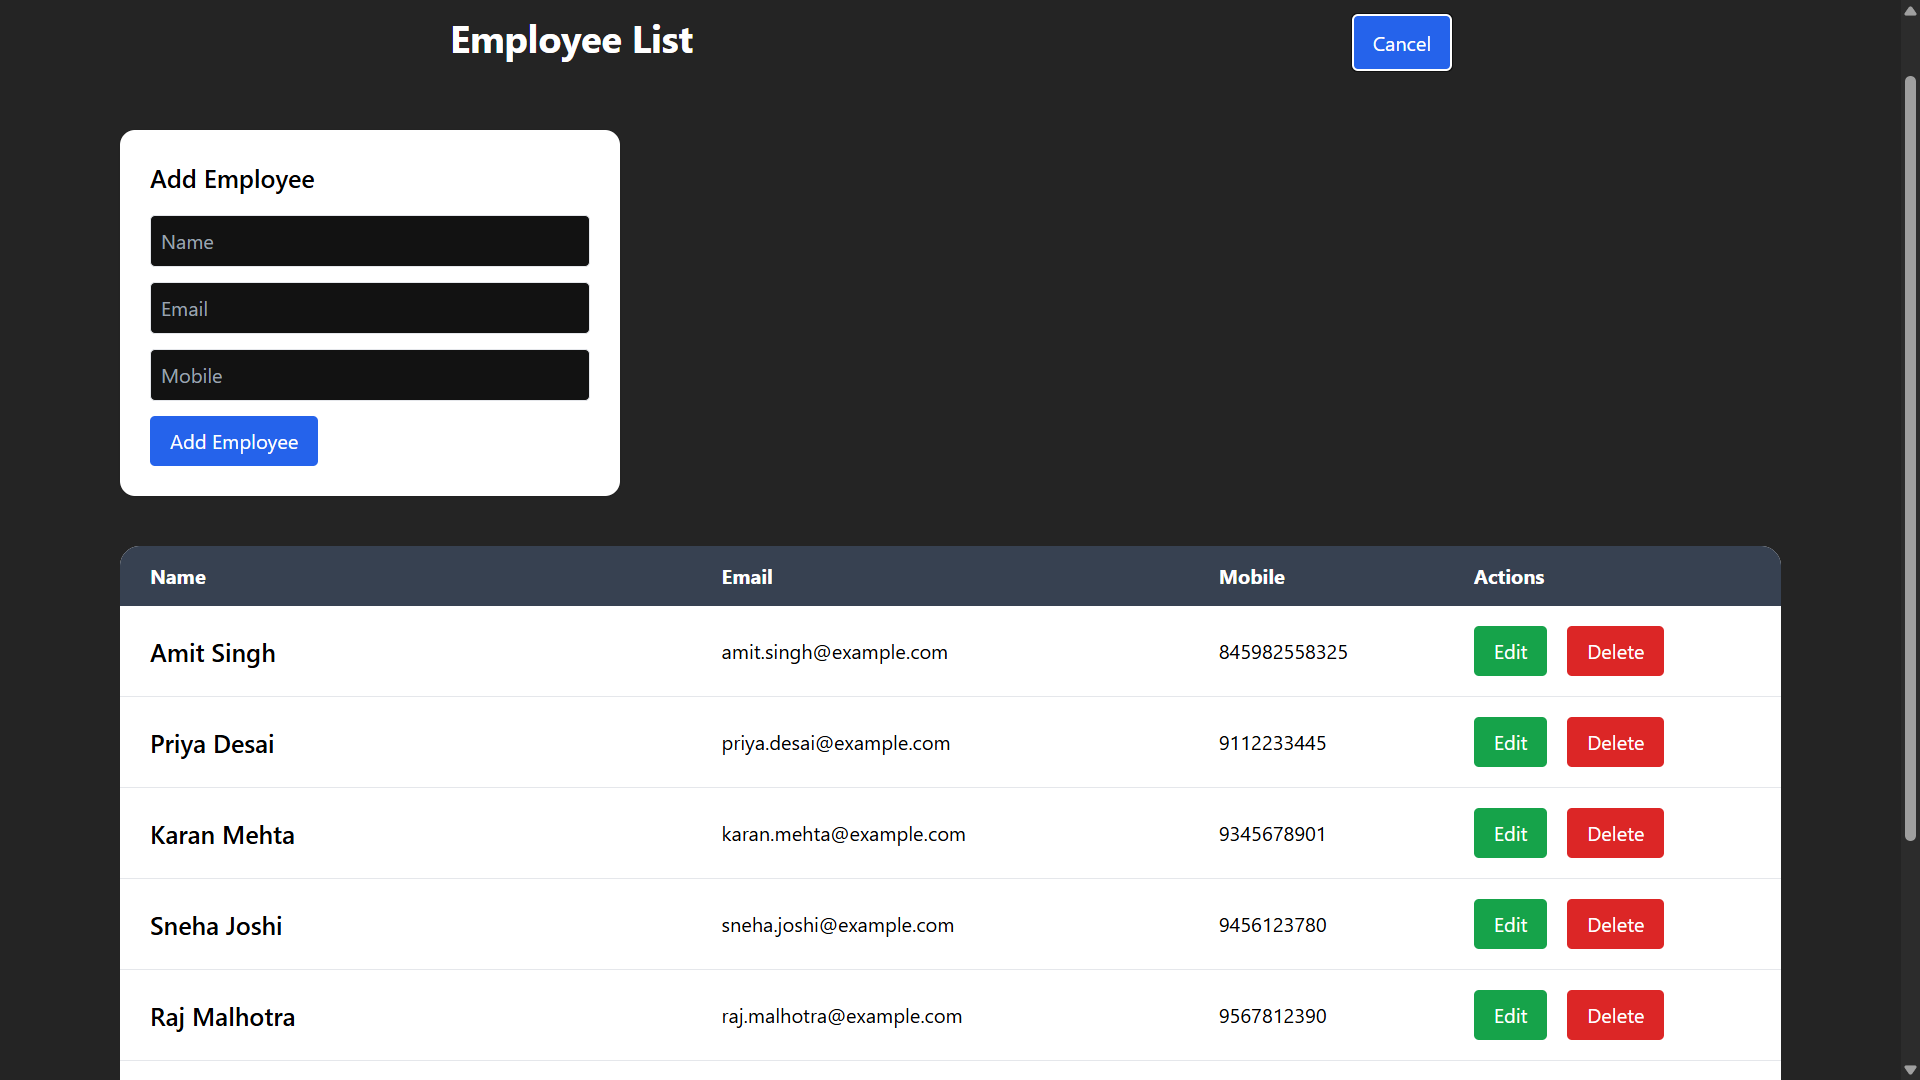 Employee List
Cancel
Add Employee
Name
Email
Mobile
Add Employee
Name Email Mobile Actions
Amit Singh amit.singh@example.com 845982558325 Edit Delete
Priya Desai priya.desai@example.com 9112233445 Edit Delete
Karan Mehta karan.mehta@example.com 9345678901 Edit Delete
Sneha Joshi sneha.joshi@example.com 9456123780 Edit Delete
Raj Malhotra raj.malhotra@example.com 9567812390 Edit Delete